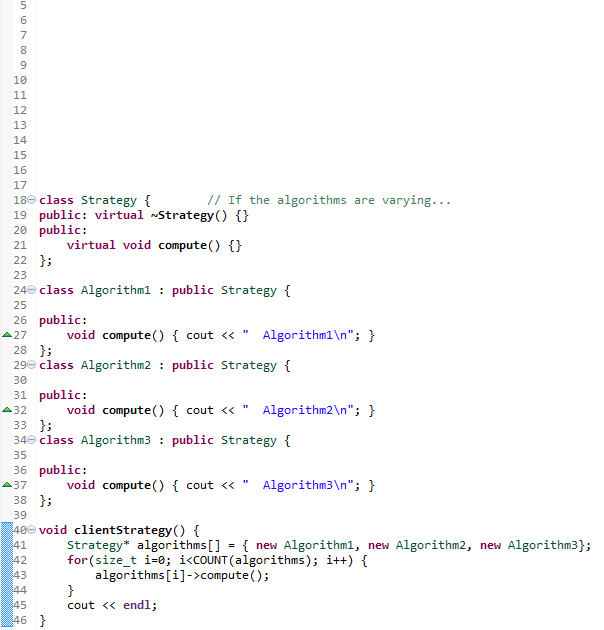 5
6
7
8
9
10
11
12
13
14
15
16
17
18 class Strategy {        // If the algorithms are varying...
19 public: virtual ~Strategy() {}
20 public:
21     virtual void compute() {}
22 };
23
24 class Algorithm1 : public Strategy {
25
26 public:
27     void compute() { cout << "  Algorithm1\n"; }
28 };
29 class Algorithm2 : public Strategy {
30
31 public:
32     void compute() { cout << "  Algorithm2\n"; }
33 };
34 class Algorithm3 : public Strategy {
35
36 public:
37     void compute() { cout << "  Algorithm3\n"; }
38 };
39
40 void clientStrategy() {
41     Strategy* algorithms[] = { new Algorithm1, new Algorithm2, new Algorithm3};
42     for(size_t i=0; i<COUNT(algorithms); i++) {
43         algorithms[i]->compute();
44     }
45     cout << endl;
46 }